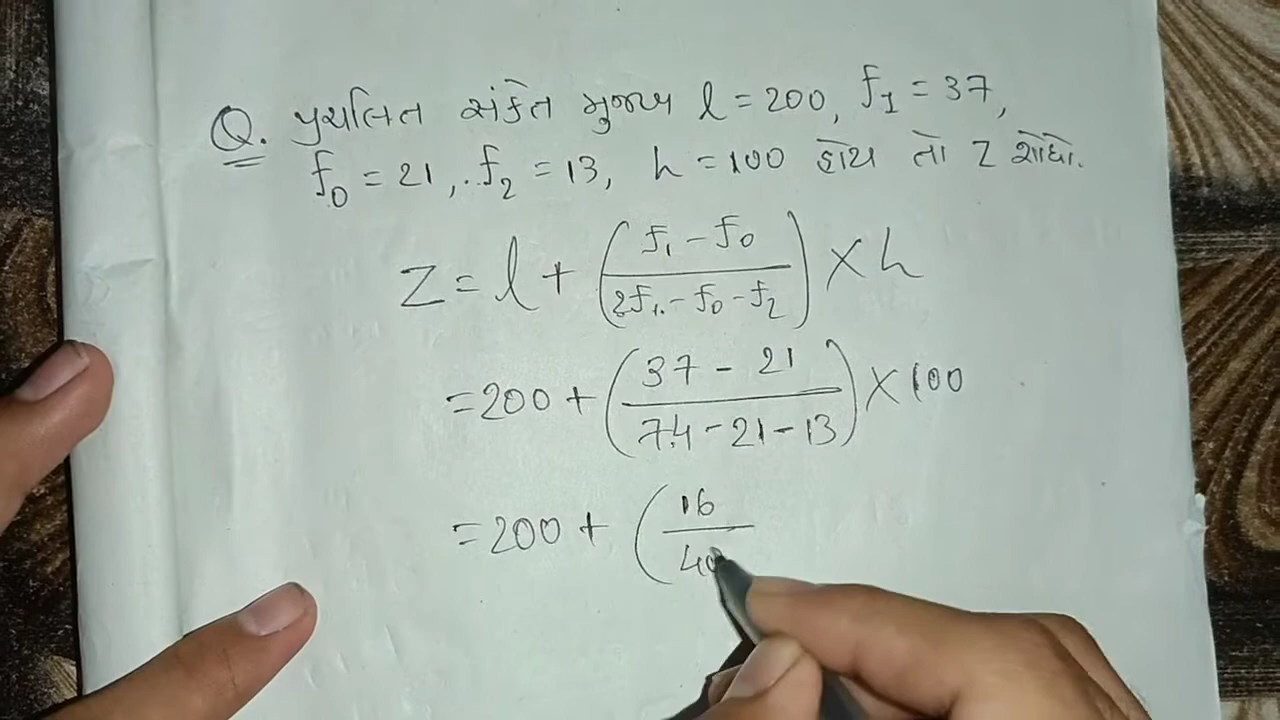 Q. પ્રચલિત સંકેત મુજબ l = 200, f₁ = 37,
f₀ = 21, f₂ = 13, h = 100 હોય તો Z શોધો.
Z = l + ( f₁ - f₀ / 2f₁ - f₀ - f₂ ) × h
= 200 + ( 37 - 21 / 74 - 21 - 13 ) × 100
= 200 + ( 16 / 40